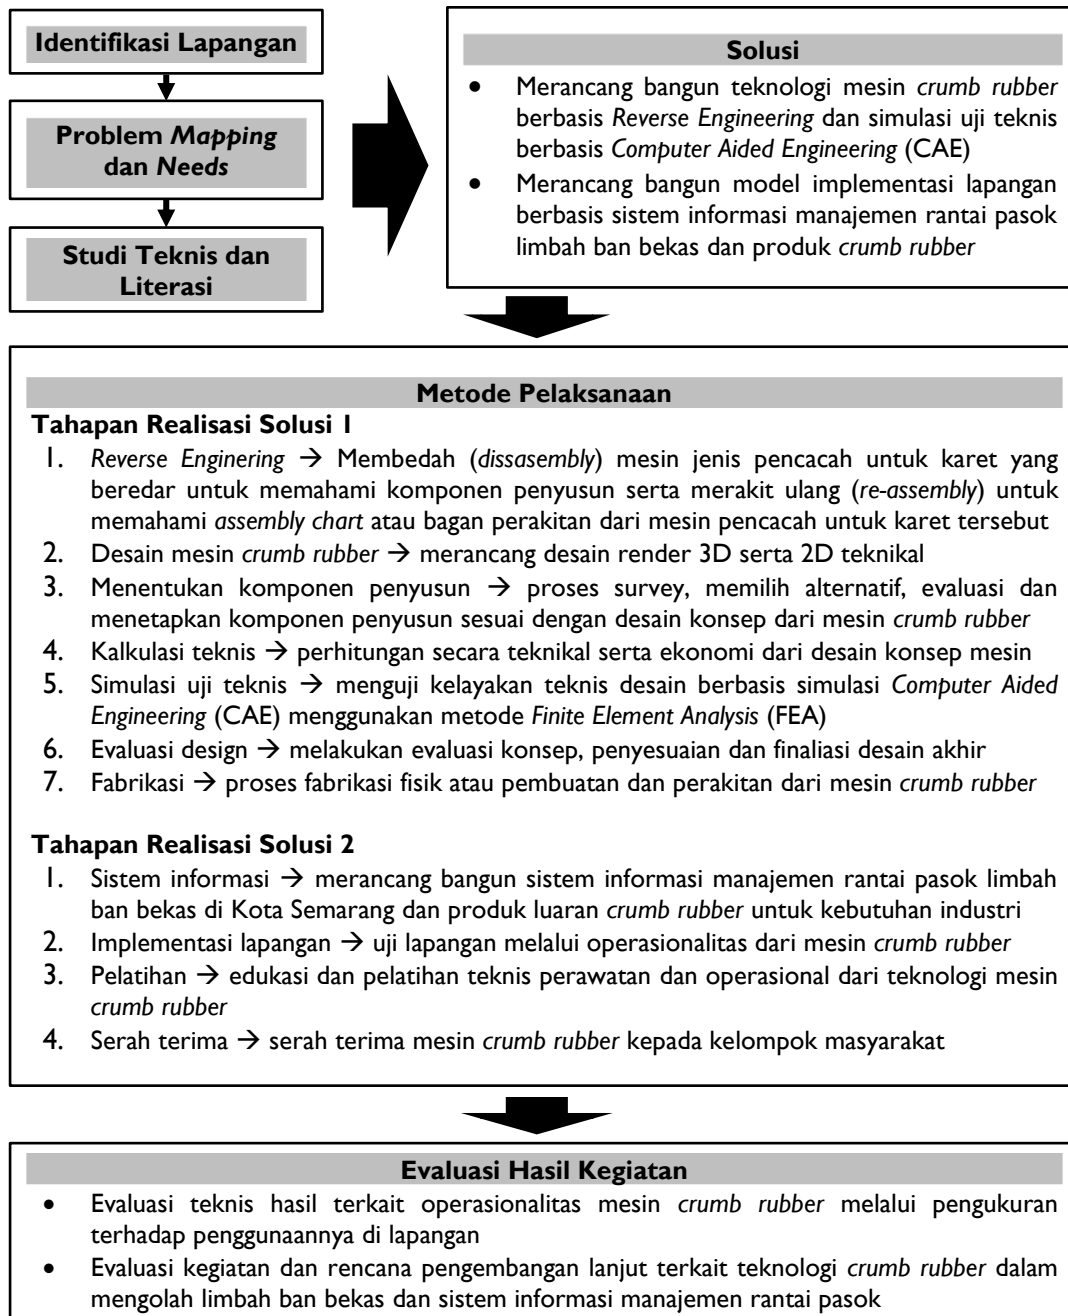 Identifikasi Lapangan
Problem Mapping
dan Needs
Studi Teknis dan
Literasi
Solusi
• Merancang bangun teknologi mesin crumb rubber
berbasis Reverse Engineering dan simulasi uji teknis
berbasis Computer Aided Engineering (CAE)
• Merancang bangun model implementasi lapangan
berbasis sistem informasi manajemen rantai pasok
limbah ban bekas dan produk crumb rubber
Metode Pelaksanaan
Tahapan Realisasi Solusi 1
1. Reverse Enginering → Membedah (dissasembly) mesin jenis pencacah untuk karet yang
beredar untuk memahami komponen penyusun serta merakit ulang (re-assembly) untuk
memahami assembly chart atau bagan perakitan dari mesin pencacah untuk karet tersebut
2. Desain mesin crumb rubber → merancang desain render 3D serta 2D teknikal
3. Menentukan komponen penyusun → proses survey, memilih alternatif, evaluasi dan
menetapkan komponen penyusun sesuai dengan desain konsep dari mesin crumb rubber
4. Kalkulasi teknis → perhitungan secara teknikal serta ekonomi dari desain konsep mesin
5. Simulasi uji teknis → menguji kelayakan teknis desain berbasis simulasi Computer Aided
Engineering (CAE) menggunakan metode Finite Element Analysis (FEA)
6. Evaluasi design → melakukan evaluasi konsep, penyesuaian dan finaliasi desain akhir
7. Fabrikasi → proses fabrikasi fisik atau pembuatan dan perakitan dari mesin crumb rubber
Tahapan Realisasi Solusi 2
1. Sistem informasi → merancang bangun sistem informasi manajemen rantai pasok limbah
ban bekas di Kota Semarang dan produk luaran crumb rubber untuk kebutuhan industri
2. Implementasi lapangan → uji lapangan melalui operasionalitas dari mesin crumb rubber
3. Pelatihan → edukasi dan pelatihan teknis perawatan dan operasional dari teknologi mesin
crumb rubber
4. Serah terima → serah terima mesin crumb rubber kepada kelompok masyarakat
Evaluasi Hasil Kegiatan
• Evaluasi teknis hasil terkait operasionalitas mesin crumb rubber melalui pengukuran
terhadap penggunaannya di lapangan
• Evaluasi kegiatan dan rencana pengembangan lanjut terkait teknologi crumb rubber dalam
mengolah limbah ban bekas dan sistem informasi manajemen rantai pasok